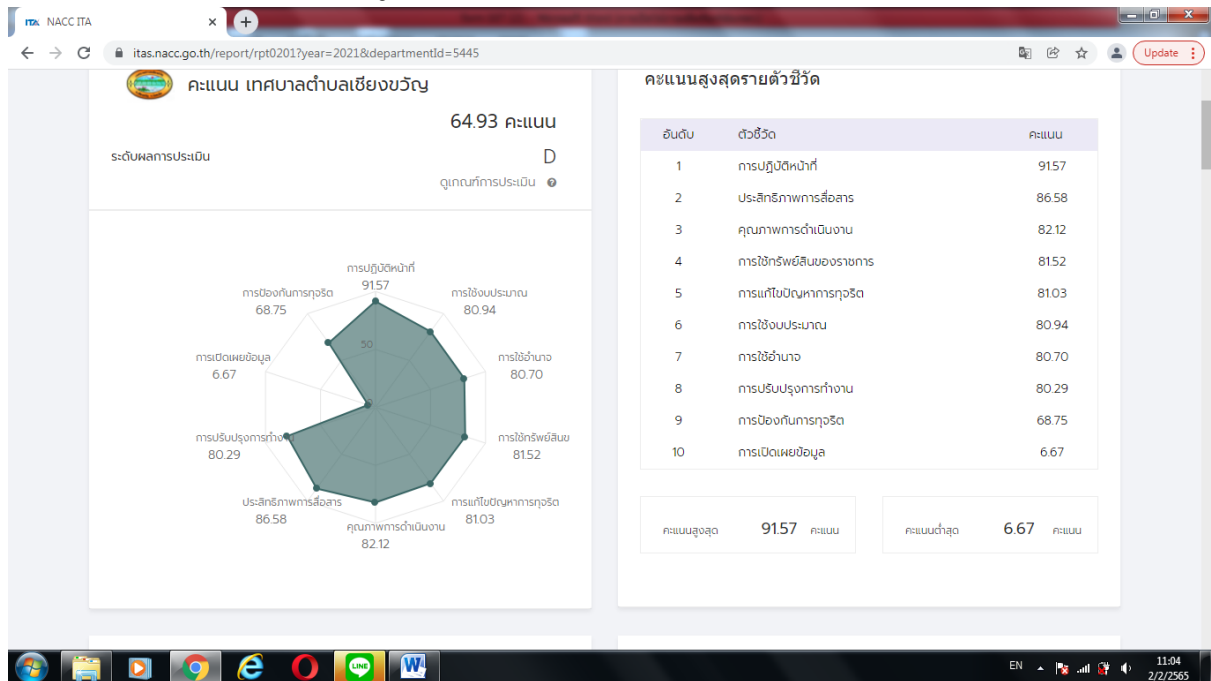 ITA NACC ITA
itas.nacc.go.th/report/rpt0201?year=2021&departmentId=5445
Update
คะแนน เทศบาลตำบลเชียงขวัญ
64.93 คะแนน
ระดับผลการประเมิน
D
ดูเกณฑ์การประเมิน
การปฏิบัติหน้าที่
91.57
การป้องกันการทุจริต
68.75
การใช้งบประมาณ
80.94
50
การเปิดเผยข้อมูล
6.67
การใช้อำนาจ
80.70
0
การปรับปรุงการทำงาน
80.29
การใช้ทรัพย์สินข
81.52
ประสิทธิภาพการสื่อสาร
86.58
การแก้ไขปัญหาการทุจริต
81.03
คุณภาพการดำเนินงาน
82.12
คะแนนสูงสุดรายตัวชี้วัด
อันดับ ตัวชี้วัด คะแนน
1 การปฏิบัติหน้าที่ 91.57
2 ประสิทธิภาพการสื่อสาร 86.58
3 คุณภาพการดำเนินงาน 82.12
4 การใช้ทรัพย์สินของราชการ 81.52
5 การแก้ไขปัญหาการทุจริต 81.03
6 การใช้งบประมาณ 80.94
7 การใช้อำนาจ 80.70
8 การปรับปรุงการทำงาน 80.29
9 การป้องกันการทุจริต 68.75
10 การเปิดเผยข้อมูล 6.67
คะแนนสูงสุด 91.57 คะแนน
คะแนนต่ำสุด 6.67 คะแนน
LINE
EN
11:04
2/2/2565